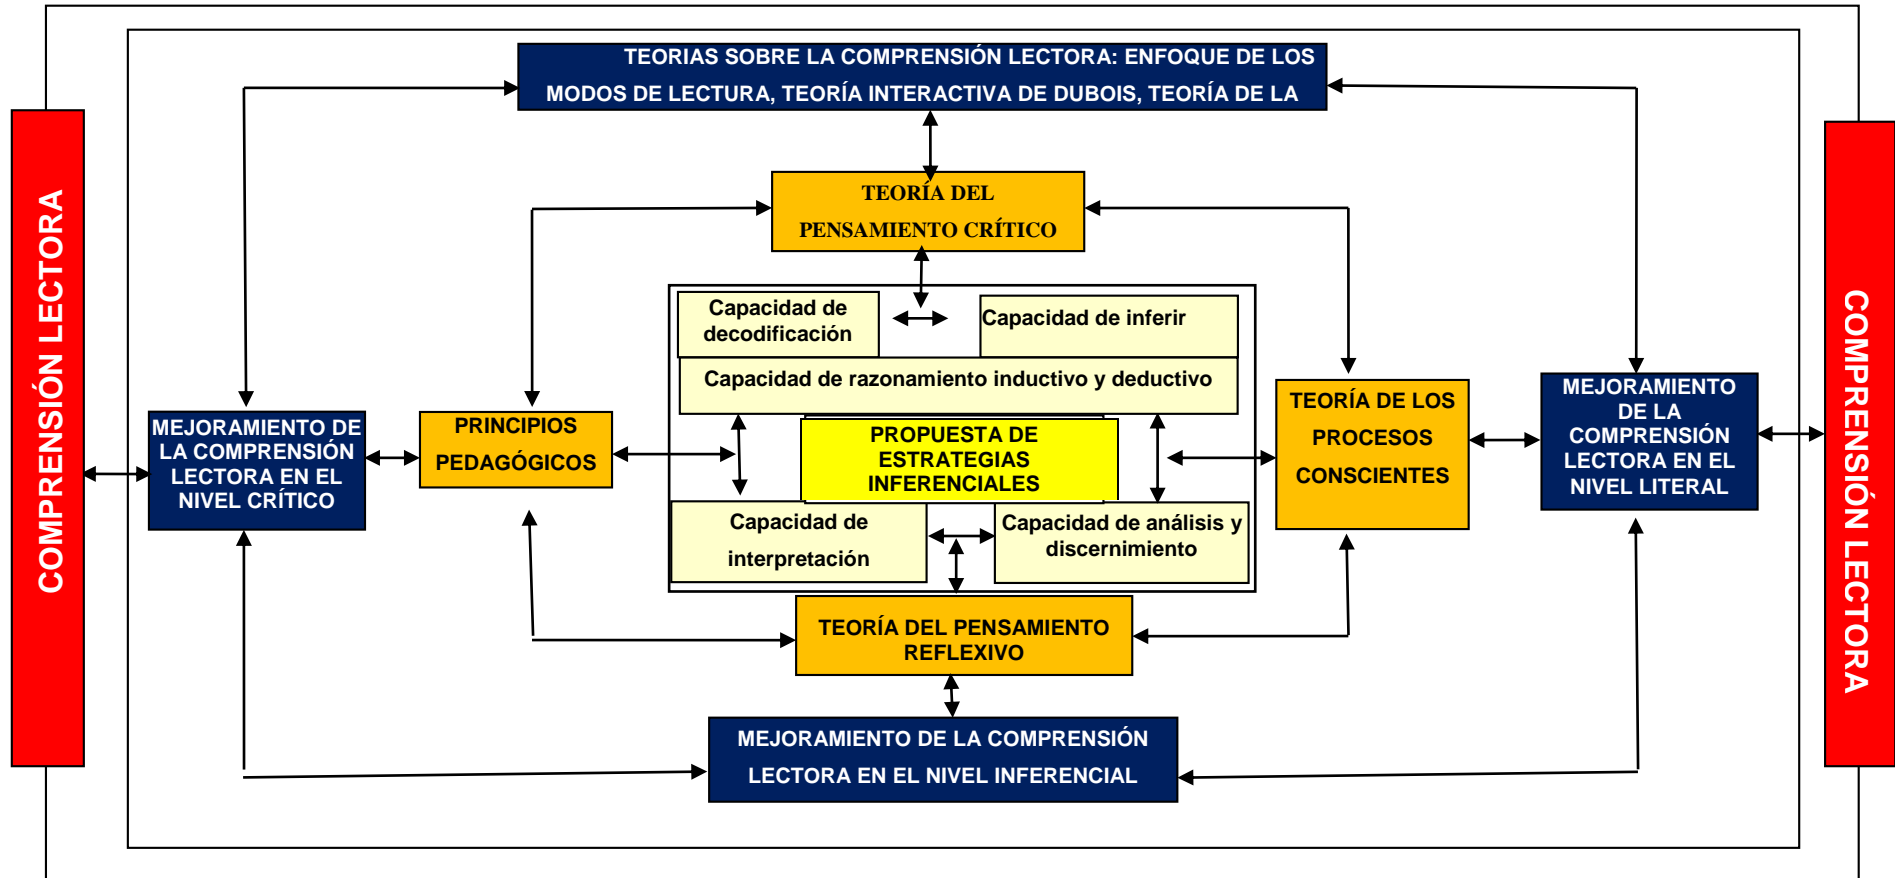 TEORIAS SOBRE LA COMPRENSIÓN LECTORA: ENFOQUE DE LOS
MODOS DE LECTURA, TEORÍA INTERACTIVA DE DUBOIS, TEORÍA DE LA
COMPRENSIÓN LECTORA
TEORÍA DEL
PENSAMIENTO CRÍTICO
Capacidad de
decodificación
Capacidad de inferir
Capacidad de razonamiento inductivo y deductivo
MEJORAMIENTO DE
LA COMPRENSIÓN
LECTORA EN EL
NIVEL CRÍTICO
PRINCIPIOS
PEDAGÓGICOS
PROPUESTA DE
ESTRATEGIAS
INFERENCIALES
TEORÍA DE LOS
PROCESOS
CONSCIENTES
MEJORAMIENTO
DE LA
COMPRENSIÓN
LECTORA EN EL
NIVEL LITERAL
COMPRENSIÓN LECTORA
Capacidad de
interpretación
Capacidad de análisis y
discernimiento
TEORÍA DEL PENSAMIENTO
REFLEXIVO
MEJORAMIENTO DE LA COMPRENSIÓN
LECTORA EN EL NIVEL INFERENCIAL